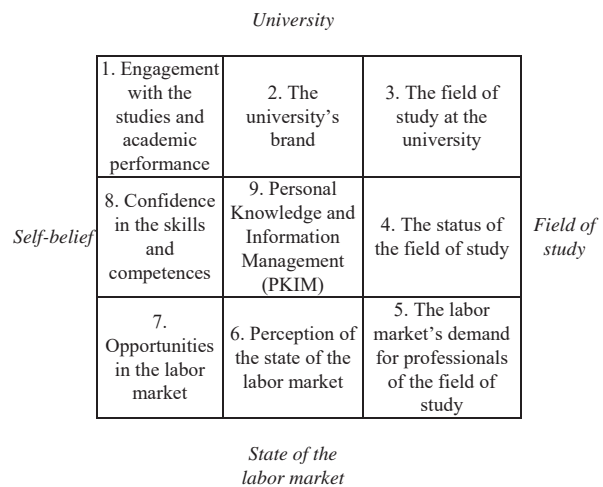 University
1. Engagement
with the
studies and
academic
performance
2. The
university's
brand
3. The field of
study at the
university
Self-belief
8. Confidence
in the skills
and
competences
9. Personal
Knowledge and
Information
Management
(PKIM)
4. The status of
the field of study
Field of
study
7.
Opportunities
in the labor
market
6. Perception of
the state of the
labor market
5. The labor
market's demand
for professionals
of the field of
study
State of the
labor market